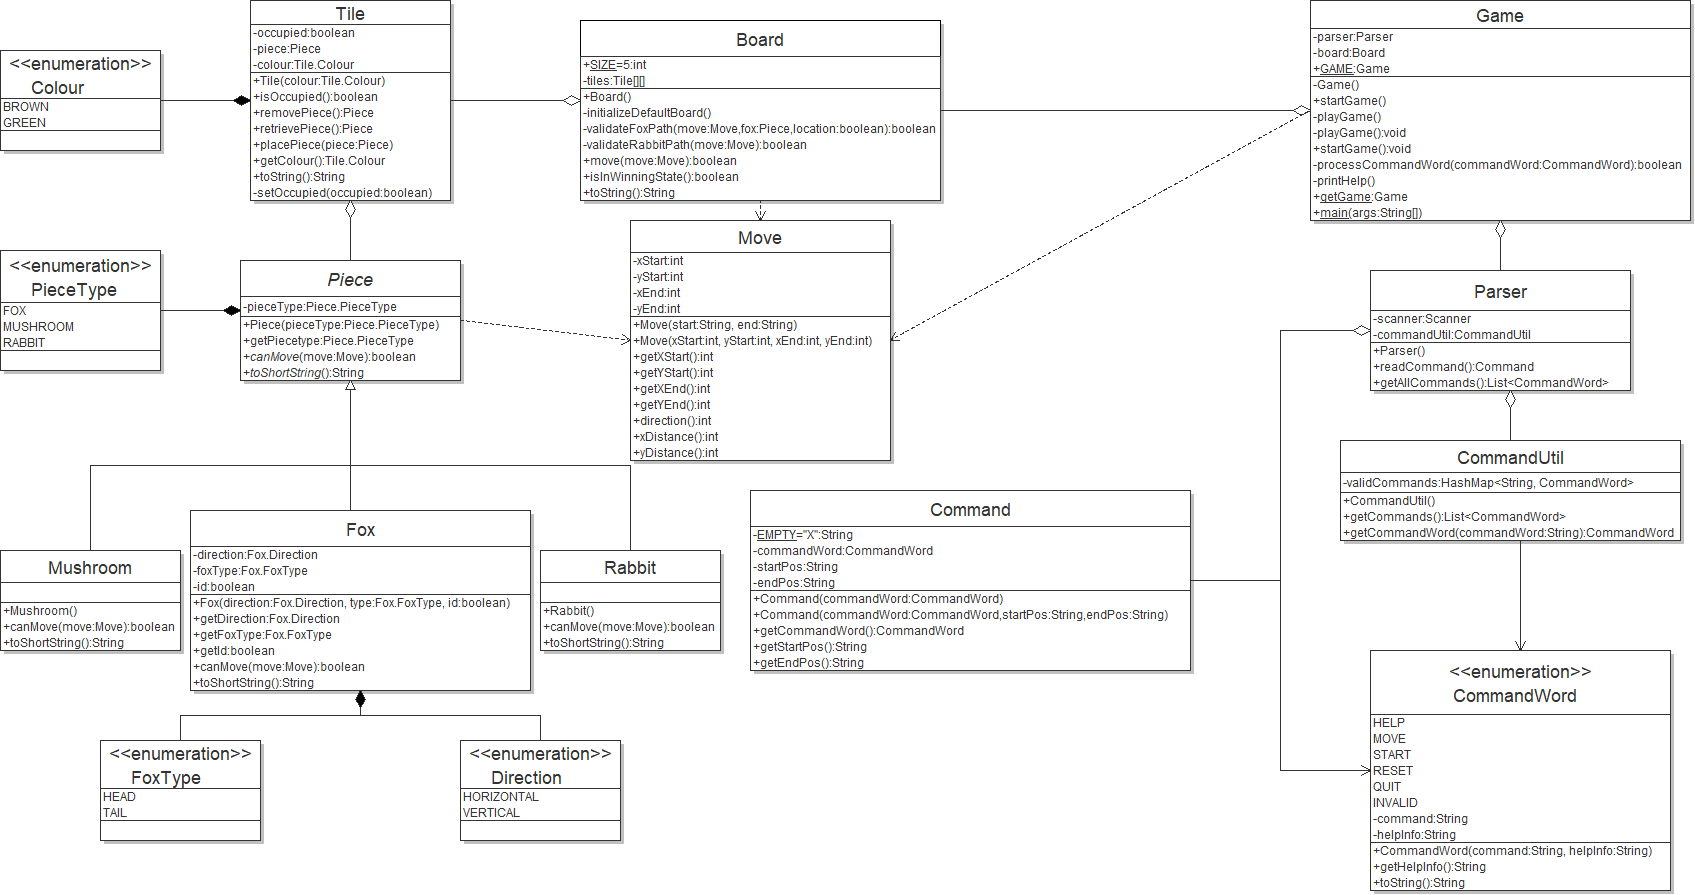 <<enumeration>>
Colour
BROWN
GREEN
Tile
-occupied:boolean
-piece:Piece
-colour:Tile.Colour
+Tile(colour:Tile.Colour)
+isOccupied():boolean
+removePiece():Piece
+retrievePiece():Piece
+placePiece(piece:Piece)
+getColour():Tile.Colour
+toString():String
-setOccupied(occupied:boolean)
Board
+SIZE=5:int
-tiles:Tile[][]
+Board()
-initializeDefaultBoard()
-validateFoxPath(move:Move,fox:Piece,location:boolean):boolean
-validateRabbitPath(move:Move):boolean
+move(move:Move):boolean
+isInWinningState():boolean
+toString():String
Game
-parser:Parser
-board:Board
+GAME:Game
-Game()
+startGame()
-playGame()
-playGame():void
+startGame():void
-processCommandWord(commandWord:CommandWord):boolean
-printHelp()
+getGame:Game
+main(args:String[])
<<enumeration>>
PieceType
FOX
MUSHROOM
RABBIT
Piece
-pieceType:Piece.PieceType
+Piece(pieceType:Piece.PieceType)
+getPiecetype:Piece.PieceType
+canMove(move:Move):boolean
+toShortString():String
Move
-xStart:int
-yStart:int
-xEnd:int
-yEnd:int
+Move(start:String, end:String)
+Move(xStart:int, yStart:int, xEnd:int, yEnd:int)
+getXStart():int
+getYStart():int
+getXEnd():int
+getYEnd():int
+direction():int
+xDistance():int
+yDistance():int
Parser
-scanner:Scanner
-commandUtil:CommandUtil
+Parser()
+readCommand():Command
+getAllCommands():List<CommandWord>
CommandUtil
-validCommands:HashMap<String, CommandWord>
+CommandUtil()
+getCommands():List<CommandWord>
+getCommandWord(commandWord:String):CommandWord
Mushroom
+Mushroom()
+canMove(move:Move):boolean
+toShortString():String
Fox
-direction:Fox.Direction
-foxType:Fox.FoxType
-id:boolean
+Fox(direction:Fox.Direction, type:Fox.FoxType, id:boolean)
+getDirection:Fox.Direction
+getFoxType:Fox.FoxType
+getId:boolean
+canMove(move:Move):boolean
+toShortString():String
Rabbit
+Rabbit()
+canMove(move:Move):boolean
+toShortString():String
Command
-EMPTY="X":String
-commandWord:CommandWord
-startPos:String
-endPos:String
+Command(commandWord:CommandWord)
+Command(commandWord:CommandWord,startPos:String,endPos:String)
+getCommandWord():CommandWord
+getStartPos():String
+getEndPos():String
<<enumeration>>
FoxType
HEAD
TAIL
<<enumeration>>
Direction
HORIZONTAL
VERTICAL
<<enumeration>>
CommandWord
HELP
MOVE
START
RESET
QUIT
INVALID
-command:String
-helpInfo:String
+CommandWord(command:String, helpInfo:String)
+getHelpInfo():String
+toString():String